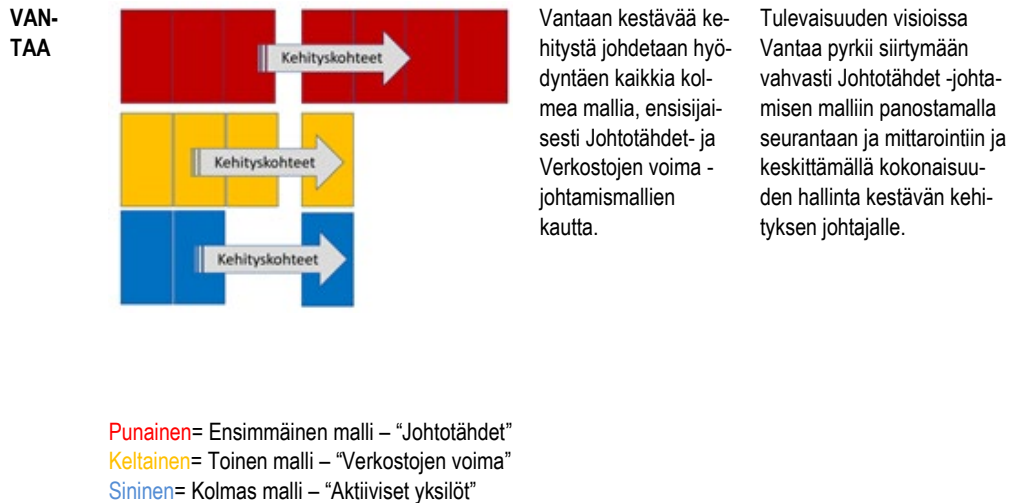 VAN-
TAA
Kehityskohteet
Kehityskohteet
Kehityskohteet
Vantaan kestävää ke-
hitystä johdetaan hyö-
dyntäen kaikkia kol-
mea mallia, ensisijai-
sesti Johtotähdet- ja
Verkostojen voima -
johtamismallien
kautta.
Tulevaisuuden visioissa
Vantaa pyrkii siirtymään
vahvasti Johtotähdet -johta-
misen malliin panostamalla
seurantaan ja mittarointiin ja
keskittämällä kokonaisuu-
den hallinta kestävän kehi-
tyksen johtajalle.
Punainen= Ensimmäinen malli – “Johtotähdet”
Keltainen= Toinen malli – “Verkostojen voima”
Sininen= Kolmas malli – “Aktiiviset yksilöt”